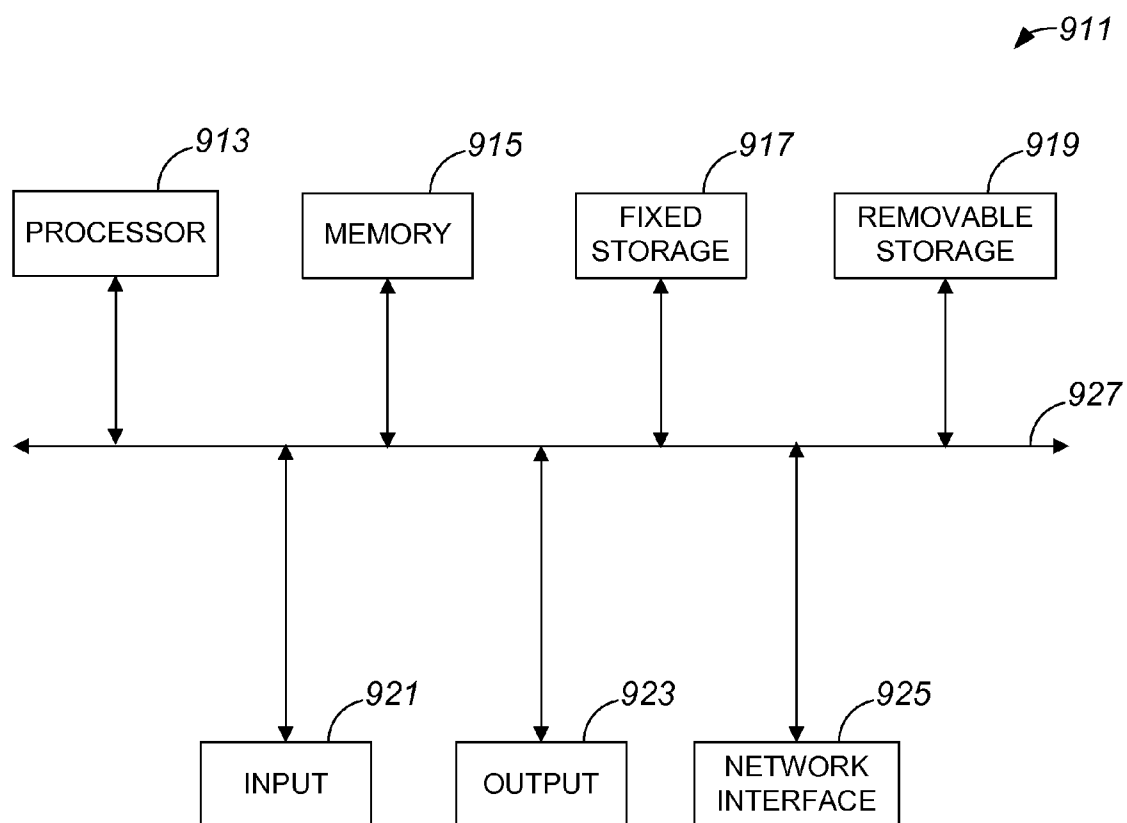 911
913
915
917
919
PROCESSOR
MEMORY
FIXED
STORAGE
REMOVABLE
STORAGE
927
921
923
925
INPUT
OUTPUT
NETWORK
INTERFACE